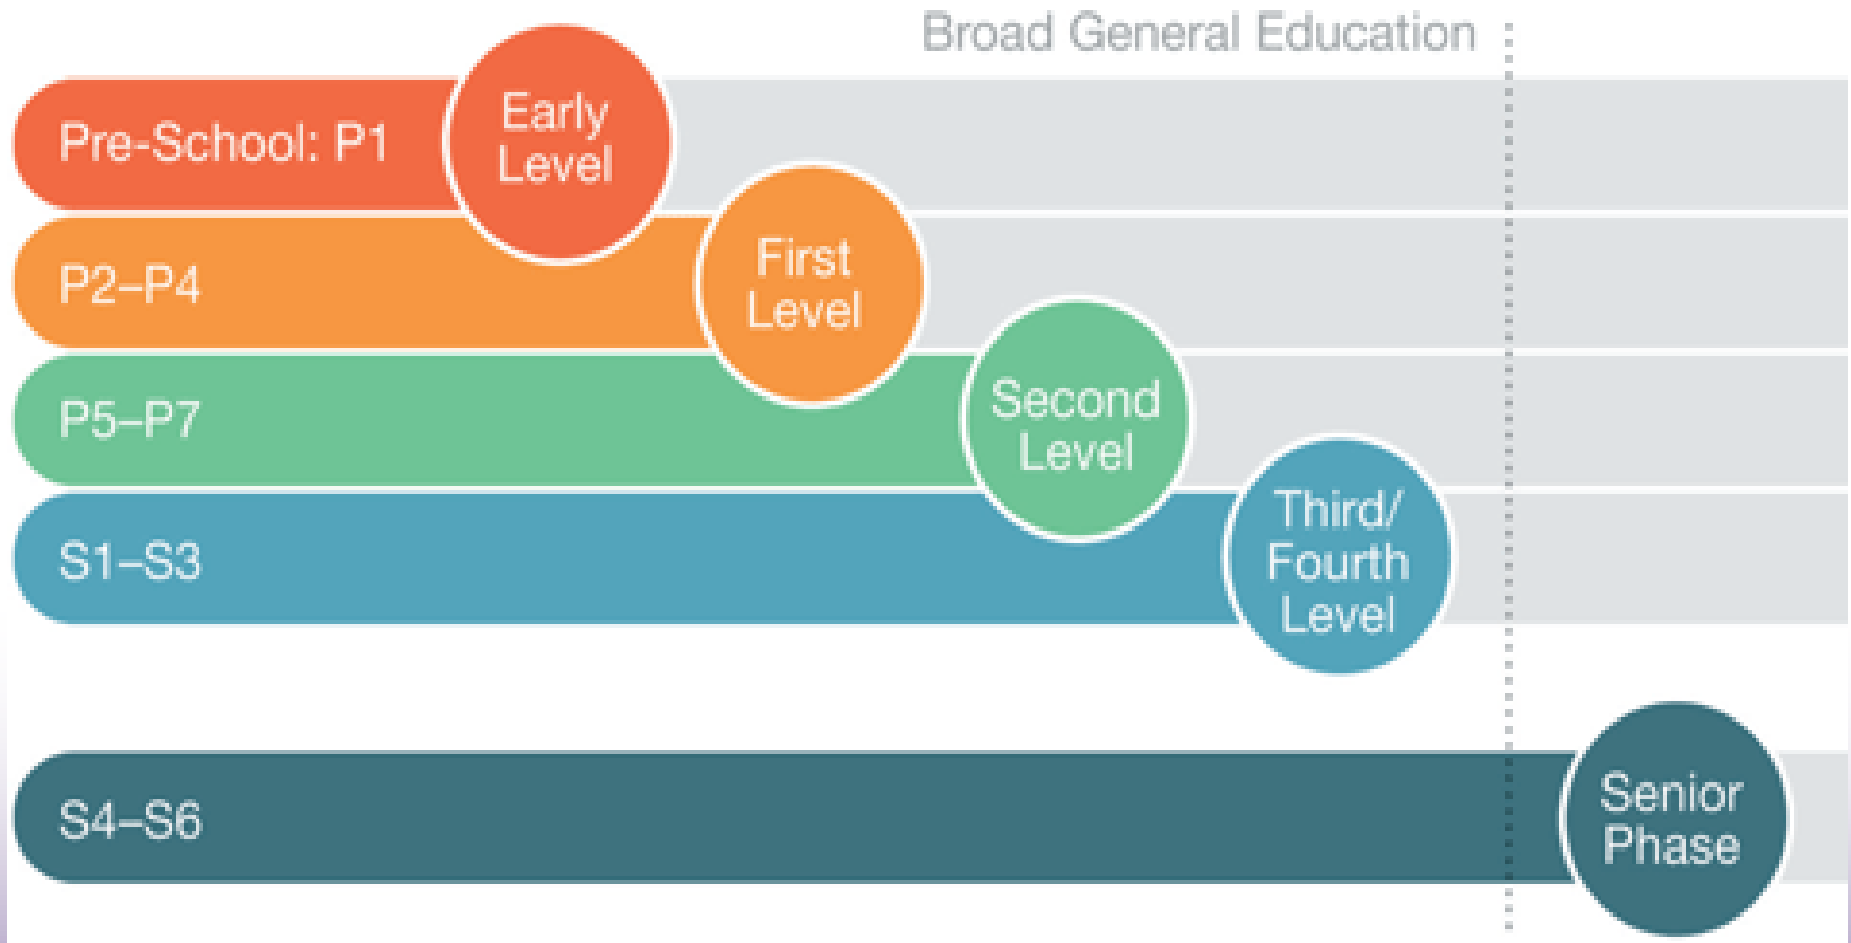 Broad General Education
Pre-School: P1
Early
Level
P2–P4
First
Level
P5–P7
Second
Level
S1–S3
Third/
Fourth
Level
S4–S6
Senior
Phase